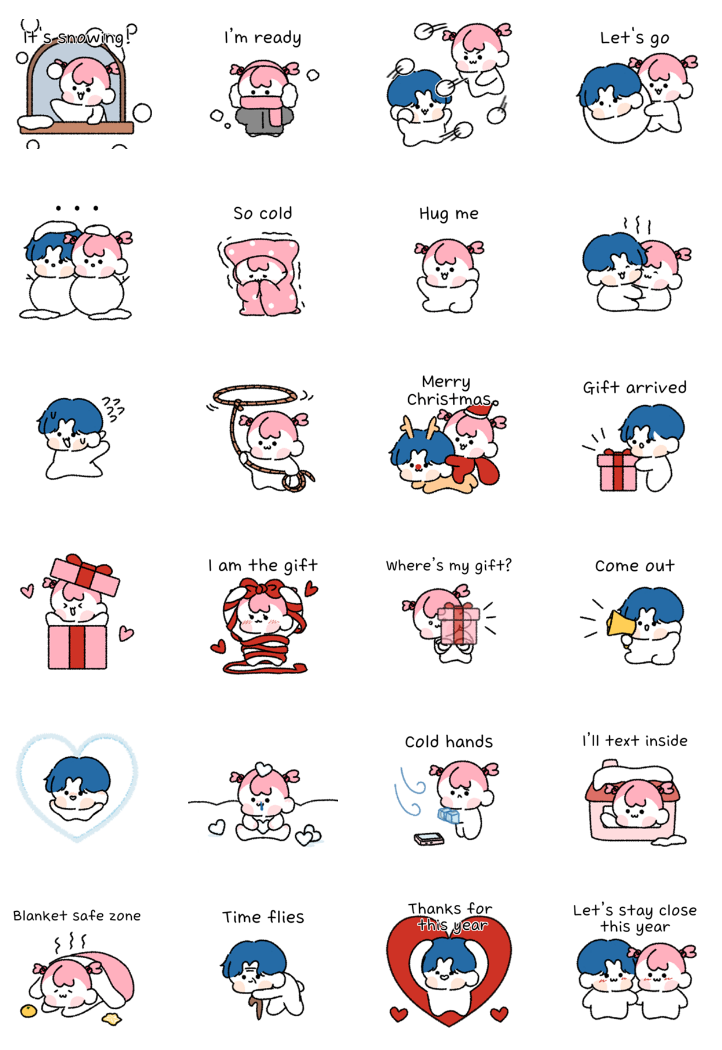 It's snowing?
I'm ready
Let's go
...
So cold
Hug me
Merry
Christmas
Gift arrived
I am the gift
Where's my gift?
Come out
Cold hands
I'll text inside
Blanket safe zone
Time flies
Thanks for
this year
Let's stay close
this year